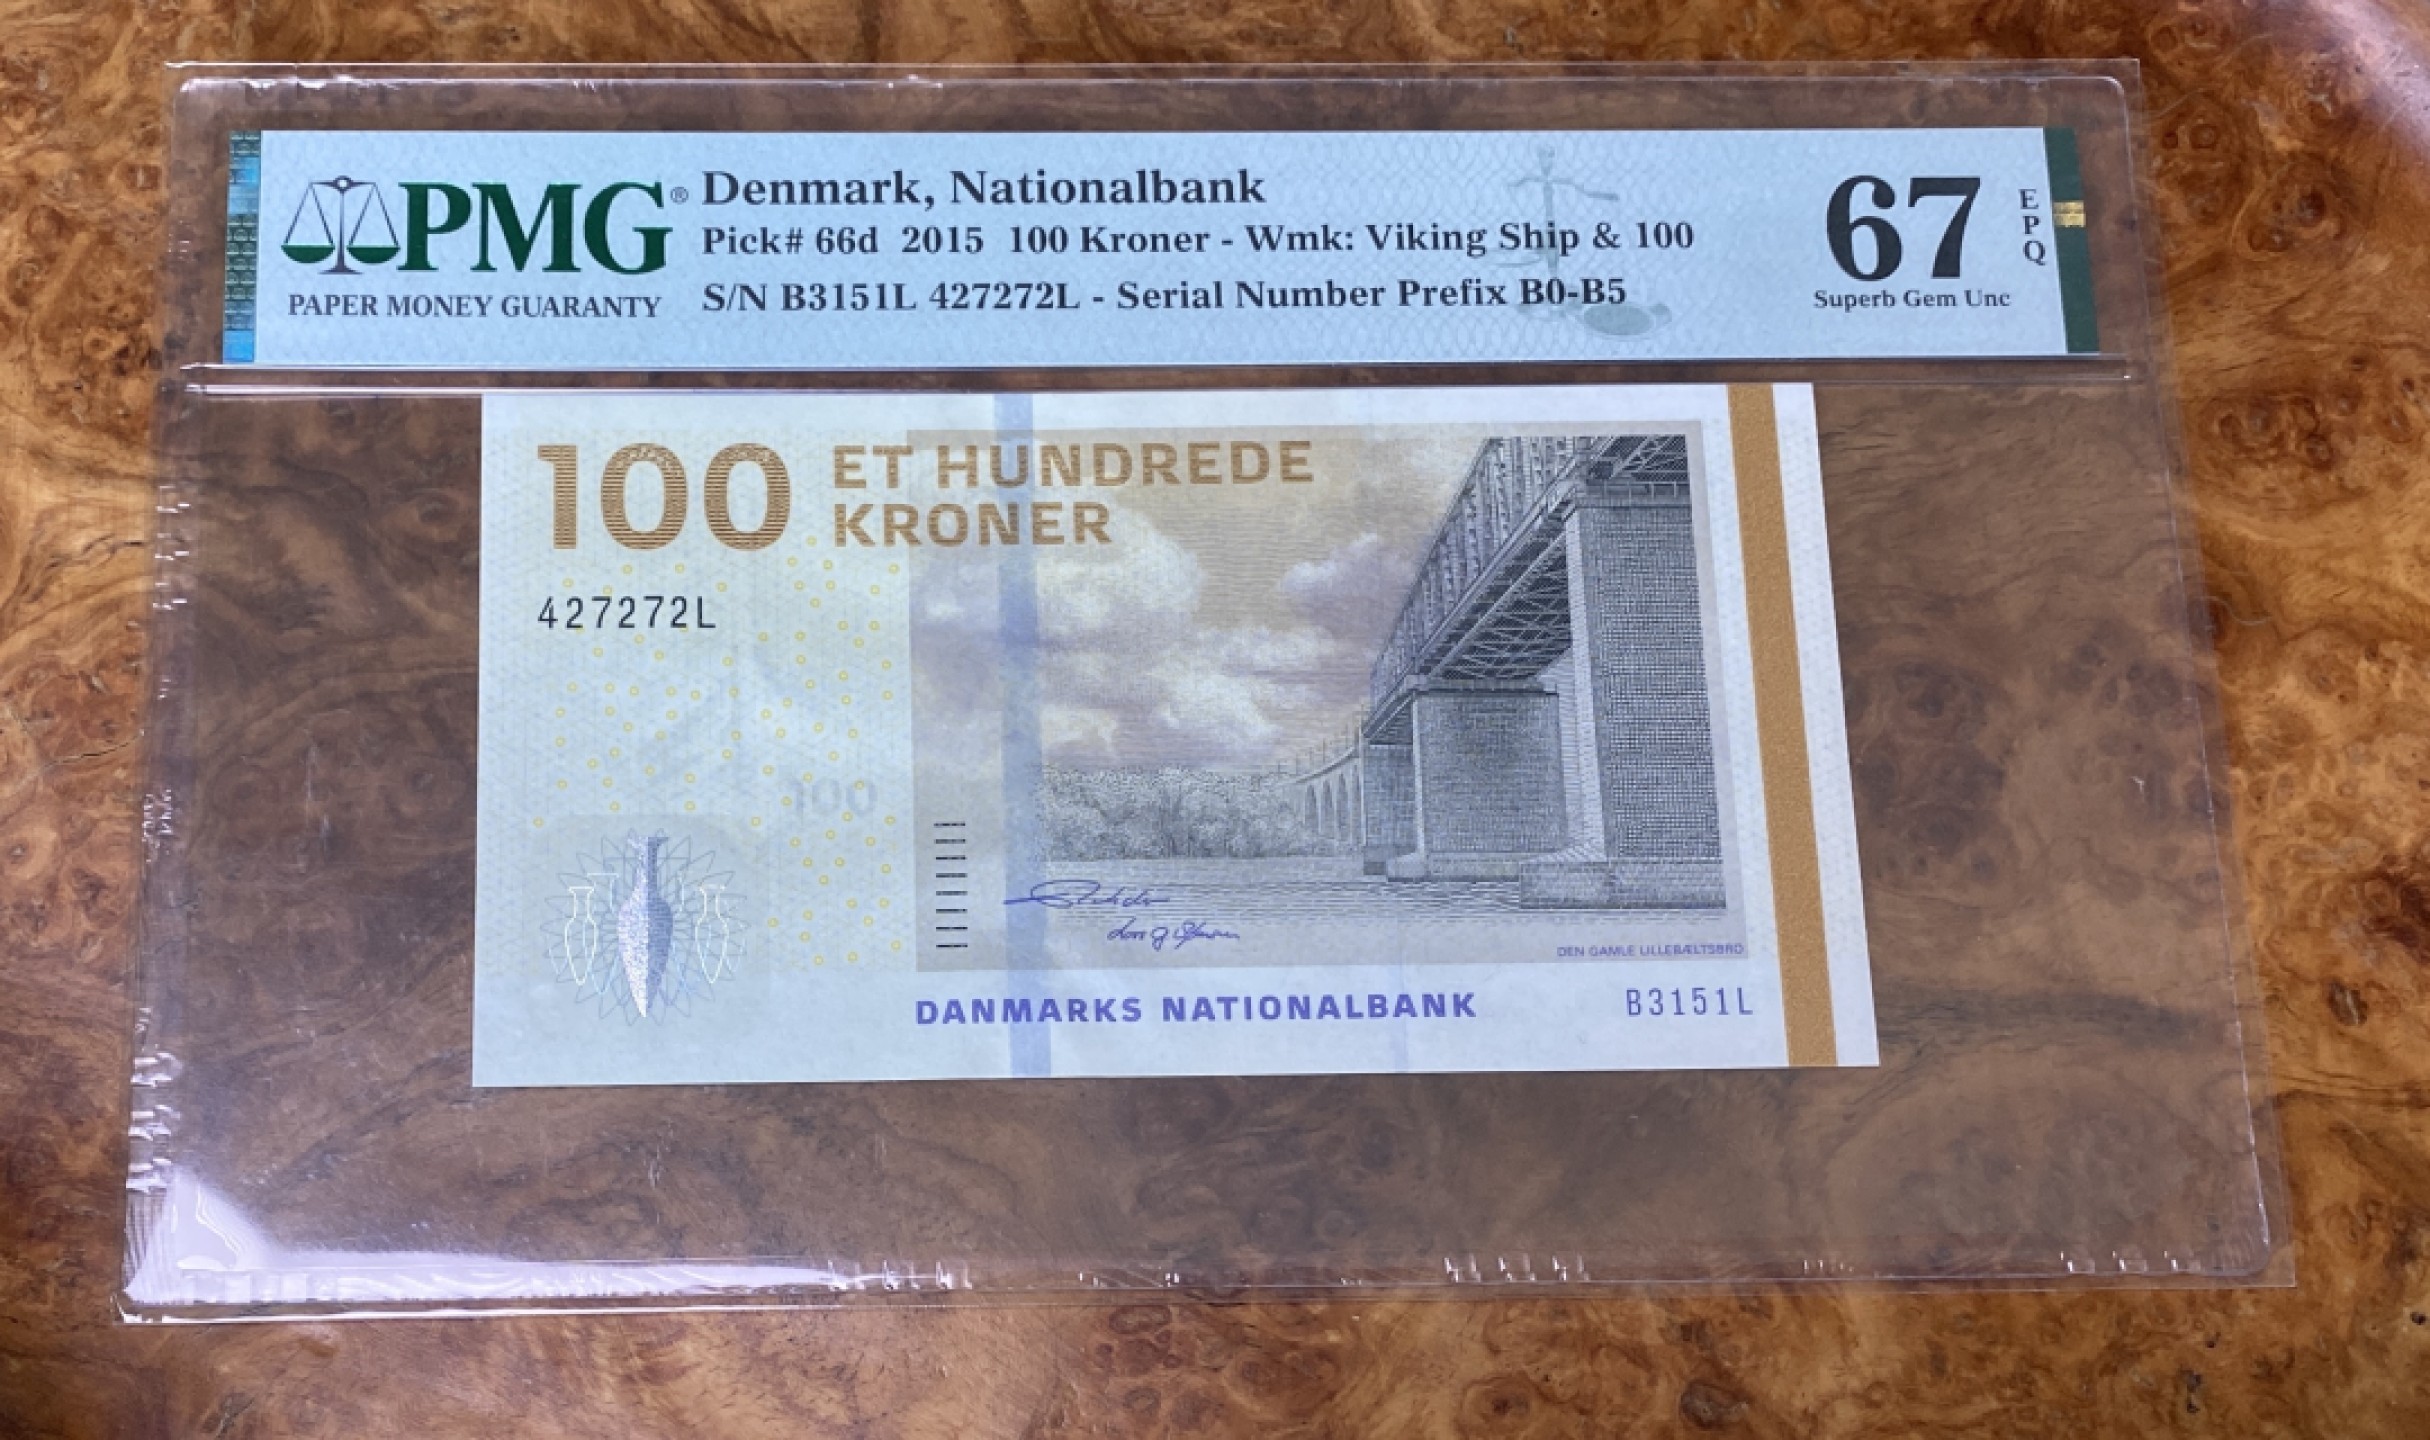 PMG®
PAPER MONEY GUARANTY
Denmark, Nationalbank
Pick# 66d 2015 100 Kroner - Wmk: Viking Ship & 100
S/N B3151L 427272L - Serial Number Prefix B0-B5
67
EPQ
Superb Gem Unc
100
ET HUNDREDE
KRONER
427272L
100
DEN GAMLE LILLEBÆLTSBRO
DANMARKS NATIONALBANK
B3151L